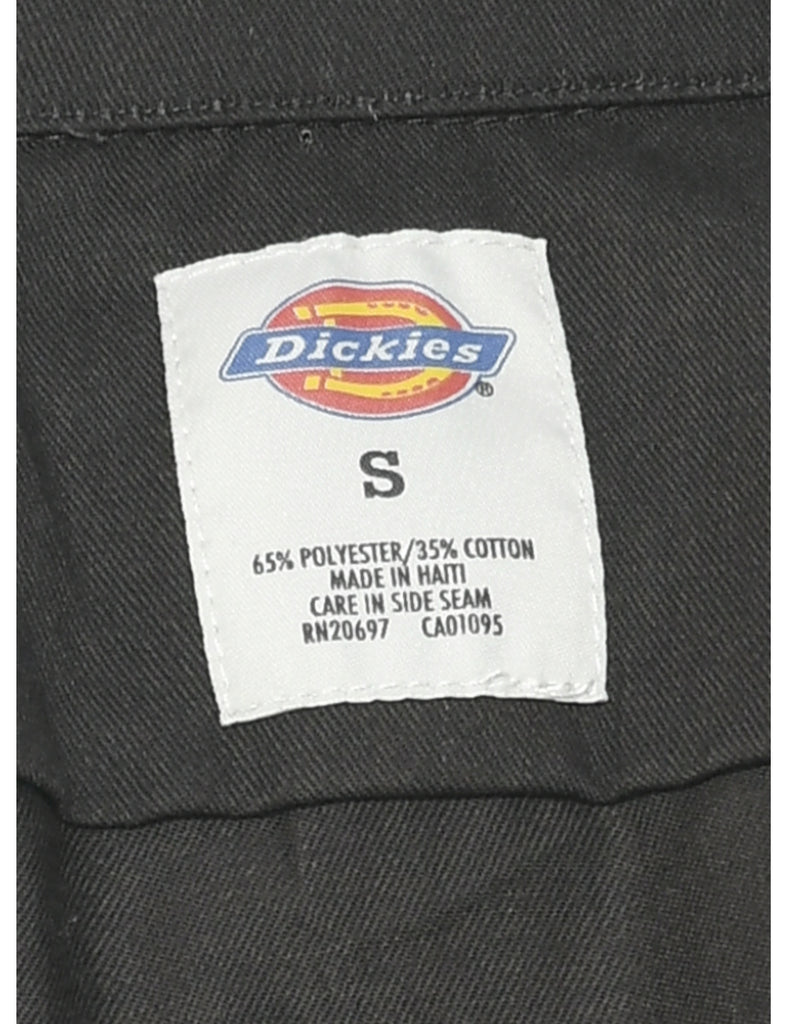 Dickies
®
S
65% POLYESTER/35% COTTON
MADE IN HAITI
CARE IN SIDE SEAM
RN20697 CA01095